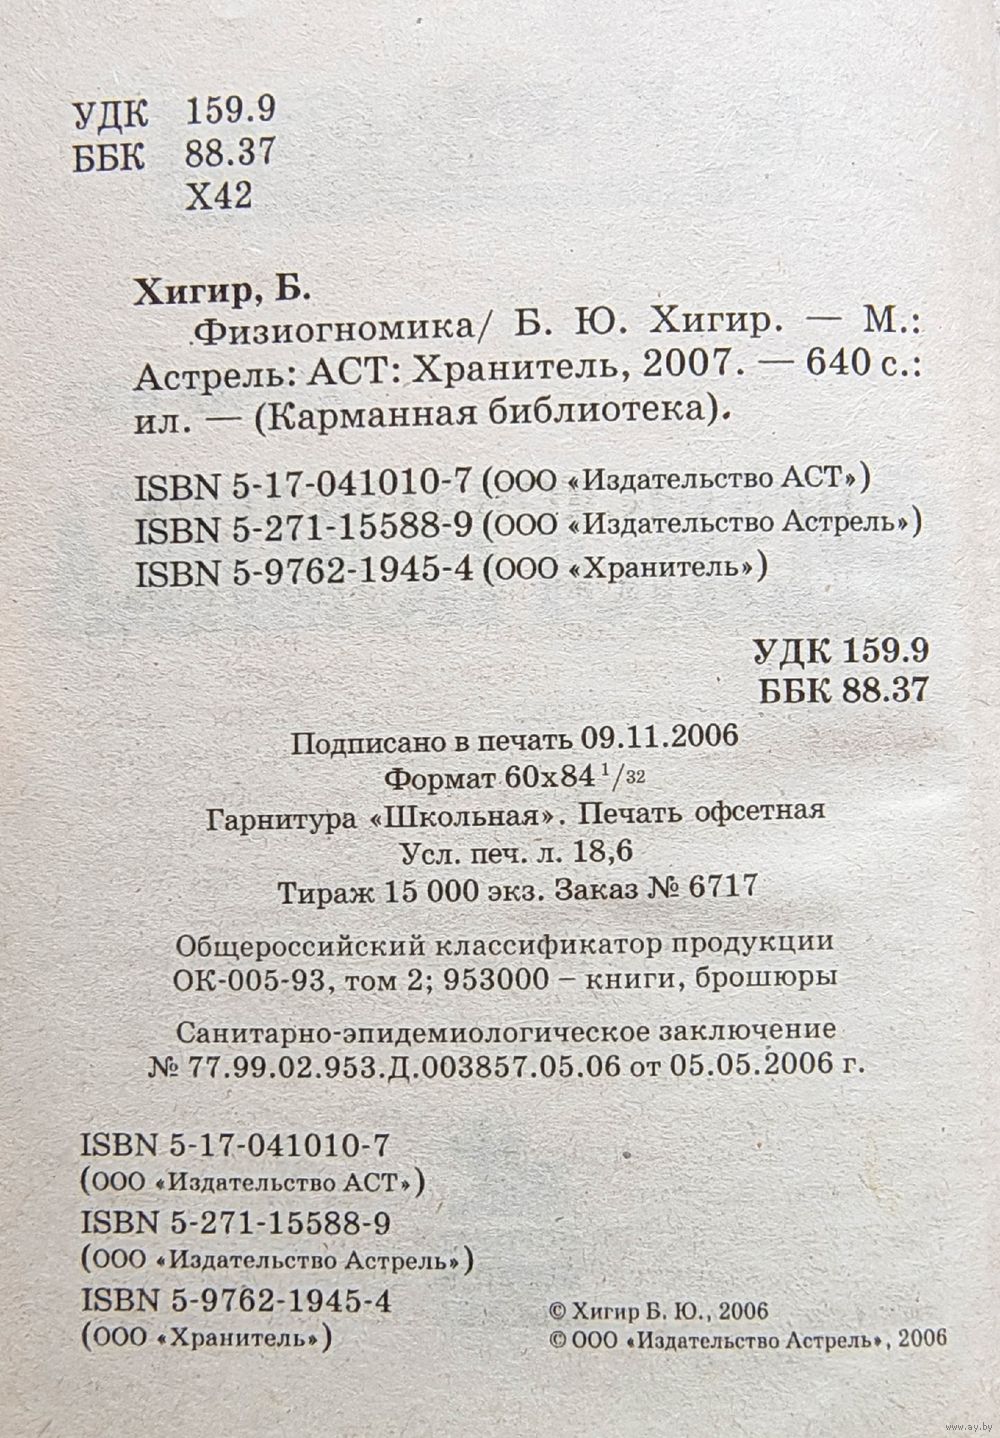 УДК 159.9
ББК 88.37
Х42
Хигир, Б.
Физиогномика/ Б. Ю. Хигир. — М.:
Астрель: АСТ: Хранитель, 2007. — 640 с.:
ил. — (Карманная библиотека).
ISBN 5-17-041010-7 (ООО «Издательство АСТ»)
ISBN 5-271-15588-9 (ООО «Издательство Астрель»)
ISBN 5-9762-1945-4 (ООО «Хранитель»)
УДК 159.9
ББК 88.37
Подписано в печать 09.11.2006
Формат 60х84 1/32
Гарнитура «Школьная». Печать офсетная
Усл. печ. л. 18,6
Тираж 15 000 экз. Заказ № 6717
Общероссийский классификатор продукции
ОК-005-93, том 2; 953000 – книги, брошюры
Санитарно-эпидемиологическое заключение
№ 77.99.02.953.Д.003857.05.06 от 05.05.2006 г.
ISBN 5-17-041010-7
(ООО «Издательство АСТ»)
ISBN 5-271-15588-9
(ООО «Издательство Астрель»)
ISBN 5-9762-1945-4
(ООО «Хранитель»)
© Хигир Б. Ю., 2006
© ООО «Издательство Астрель», 2006
www.ay.by